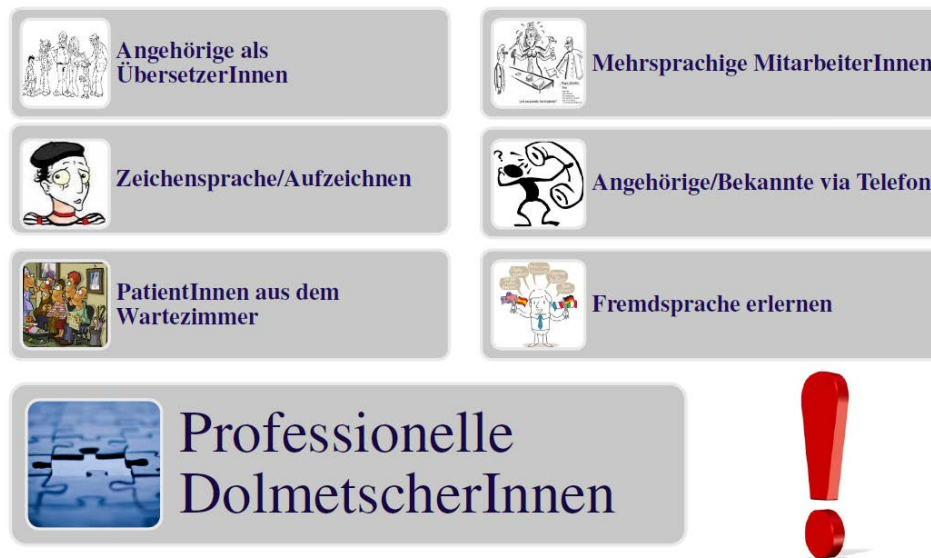 Angehörige als
ÜbersetzerInnen
Mehrsprachige MitarbeiterInnen
Zeichensprache/Aufzeichnen
Angehörige/Bekannte via Telefon
PatientInnen aus dem
Wartezimmer
Fremdsprache erlernen
Professionelle
DolmetscherInnen